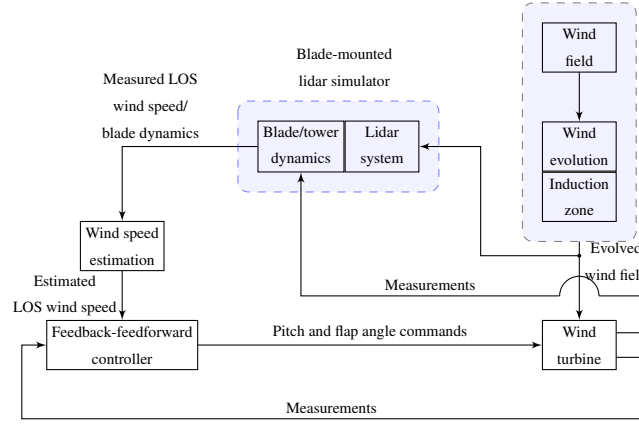 Wind
field
Blade-mounted
lidar simulator
Measured LOS
wind speed/
blade dynamics
Blade/tower
dynamics
Lidar
system
Wind
evolution
Induction
zone
Wind speed
estimation
Evolved
wind field
Estimated
LOS wind speed
Measurements
Feedback-feedforward
controller
Pitch and flap angle commands
Wind
turbine
Measurements